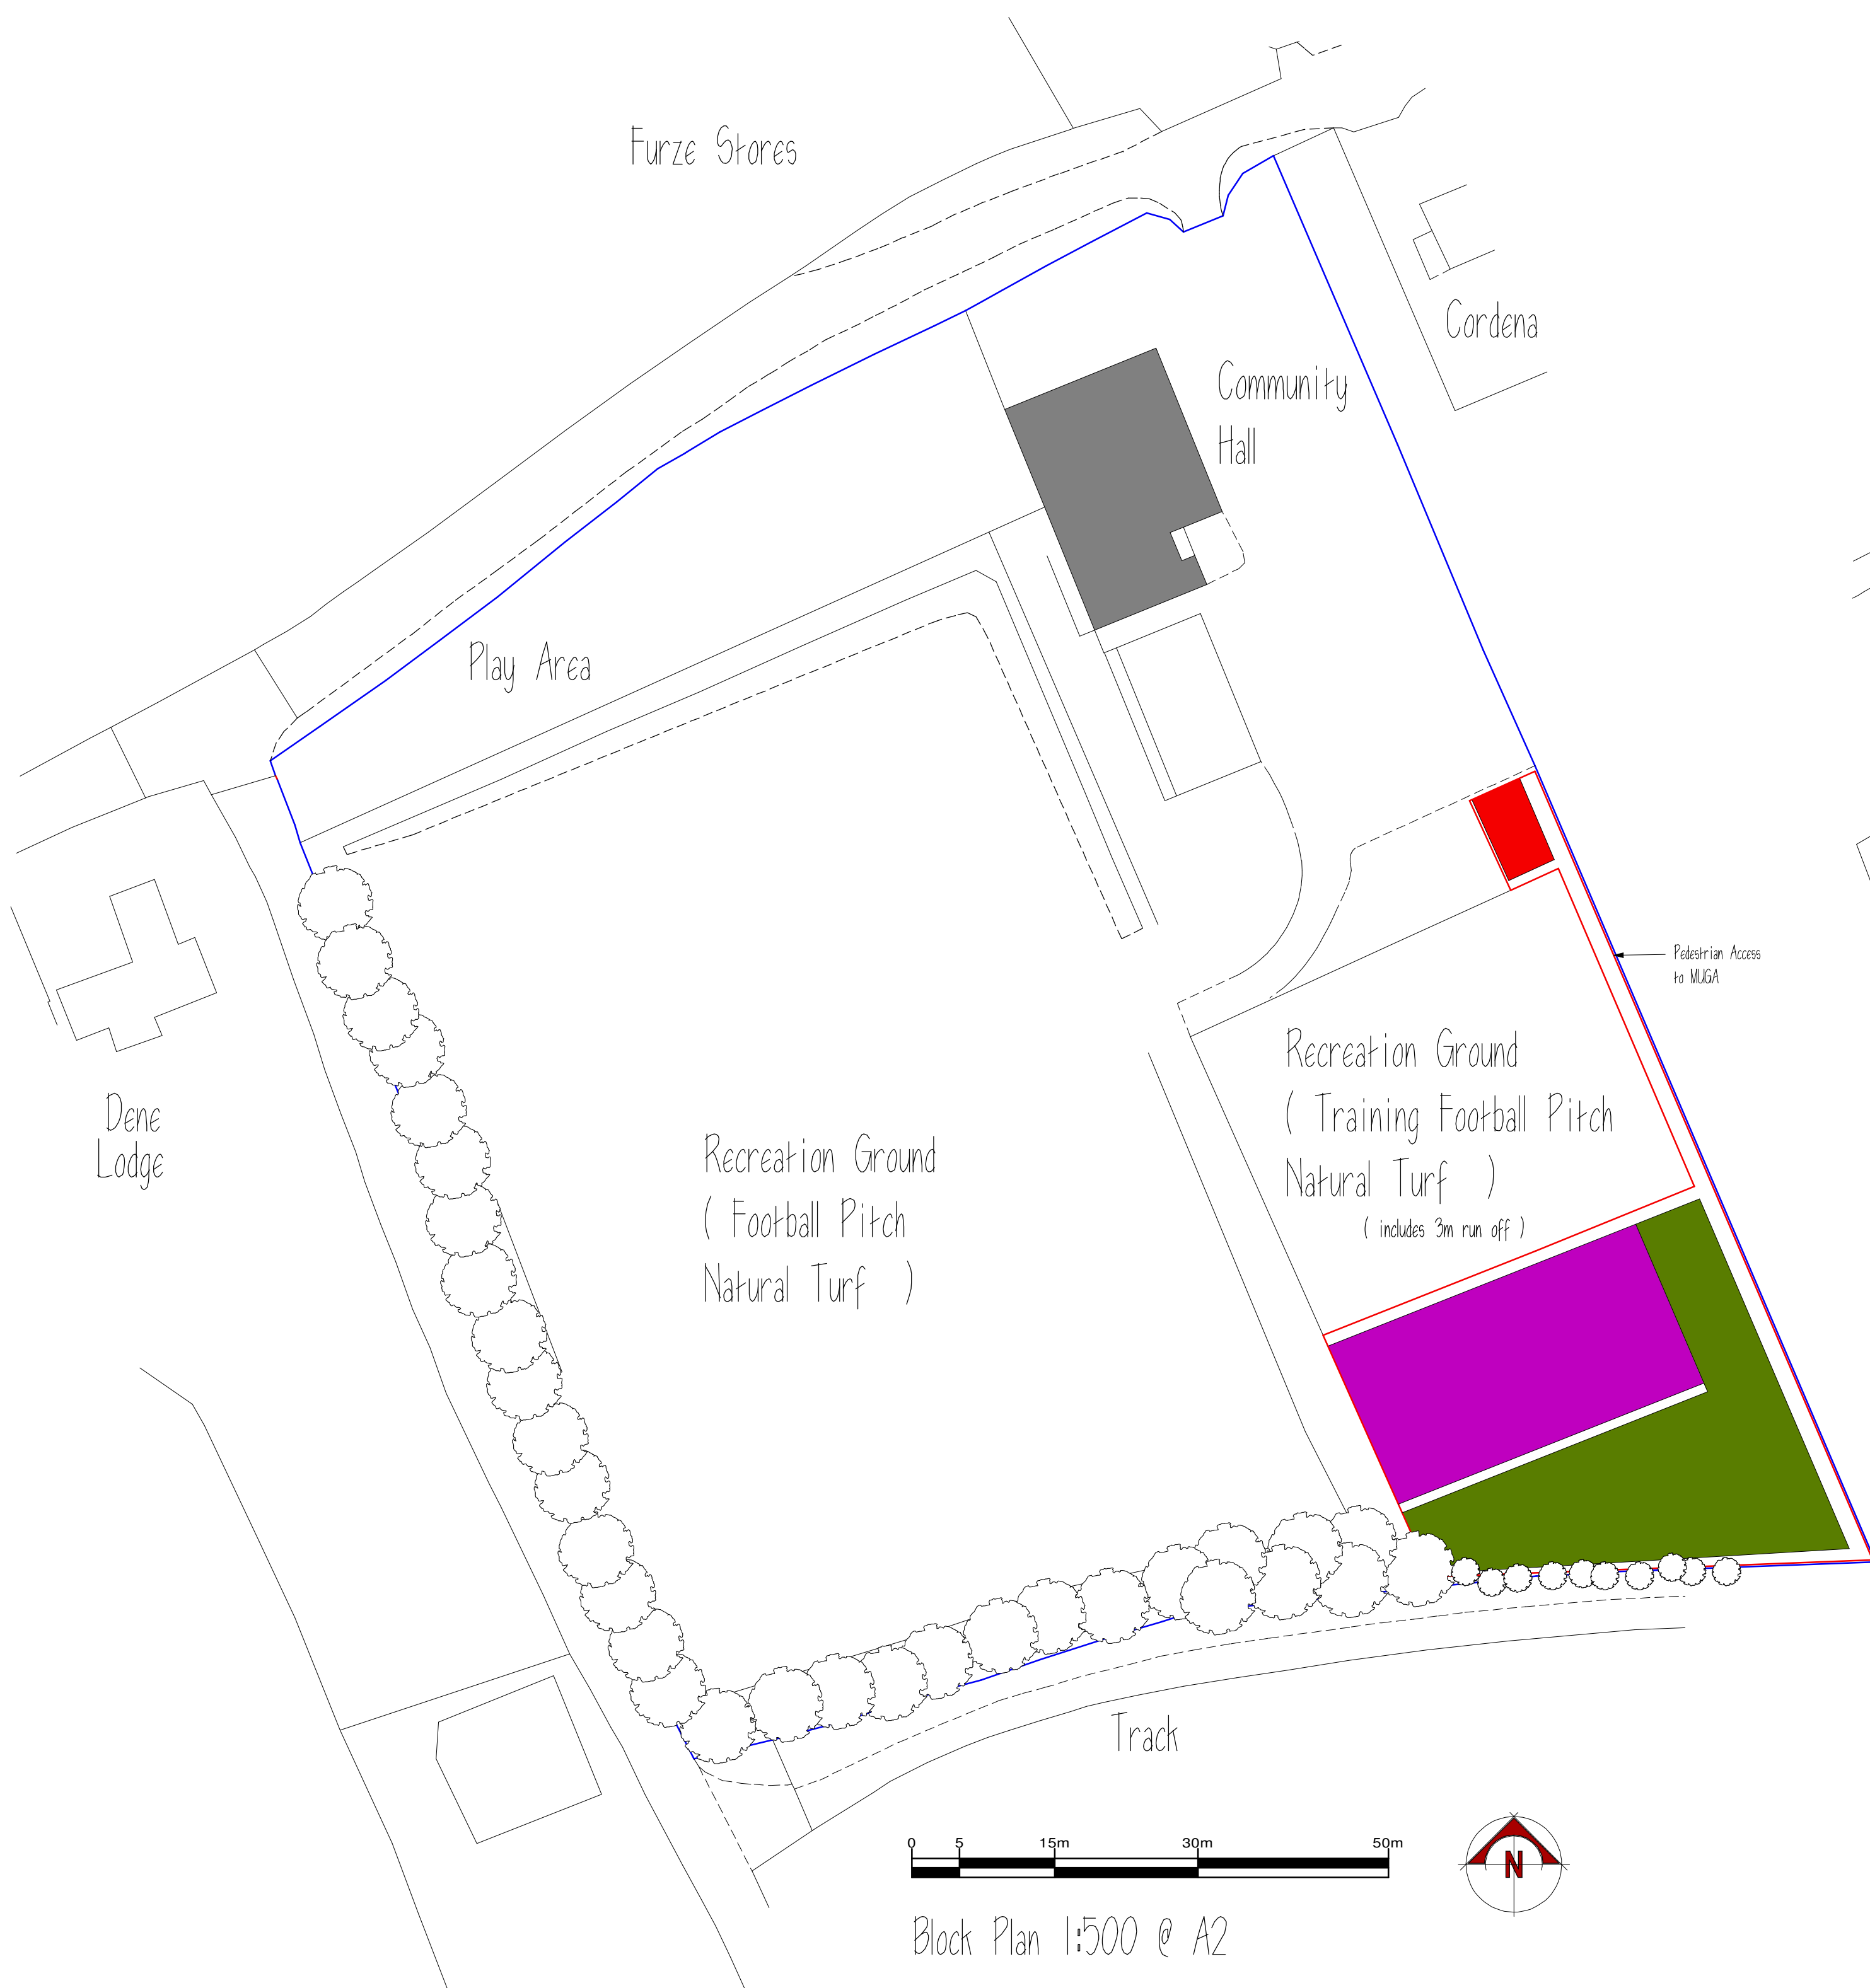 Furze Stores
Cordena
Community
Hall
Play Area
Pedestrian Access
to MUGA
Dene
Lodge
Recreation Ground
( Training Football Pitch
Natural Turf )
( includes 3m run off )
Recreation Ground
( Football Pitch
Natural Turf )
Track
0 5 15m 30m 50m
N
Block Plan 1:500 @ A2